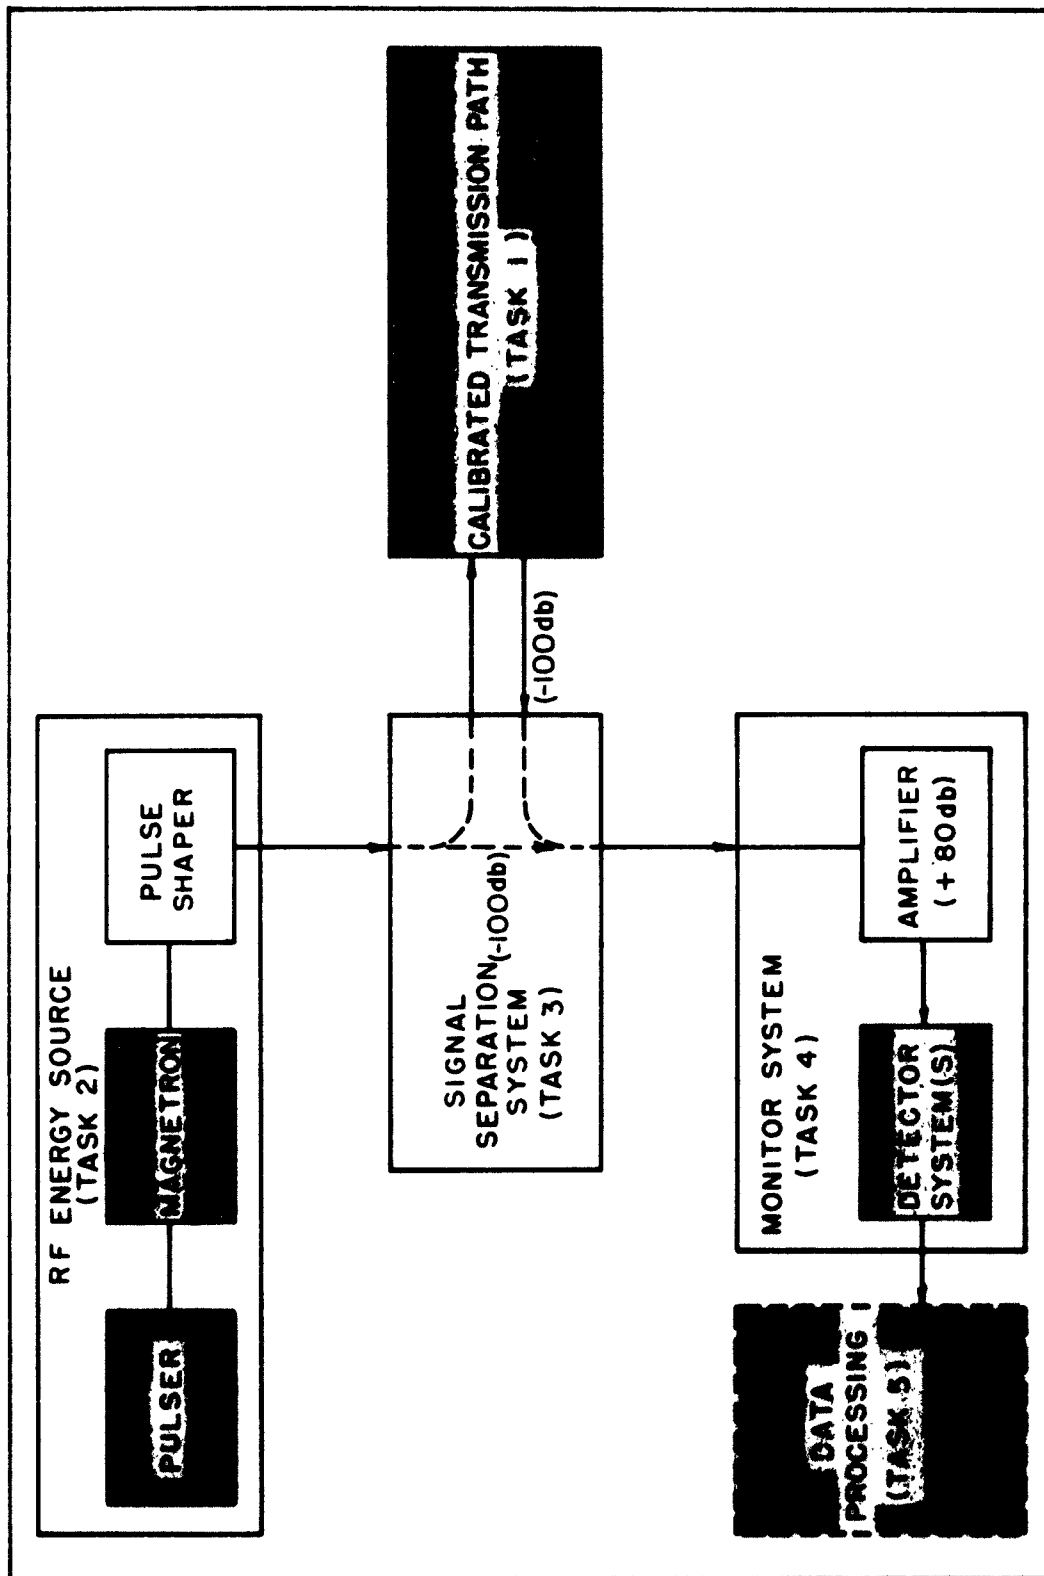 RF ENERGY SOURCE
(TASK 2)
PULSER
MAGNETRON
PULSE
SHAPER
SIGNAL
SEPARATION
SYSTEM
(TASK 3)
(-100db)
(-100db)
CALIBRATED TRANSMISSION PATH
(TASK 1)
MONITOR SYSTEM
(TASK 4)
AMPLIFIER
(+80db)
DETECTOR
SYSTEM(S)
DATA
PROCESSING
(TASK 5)